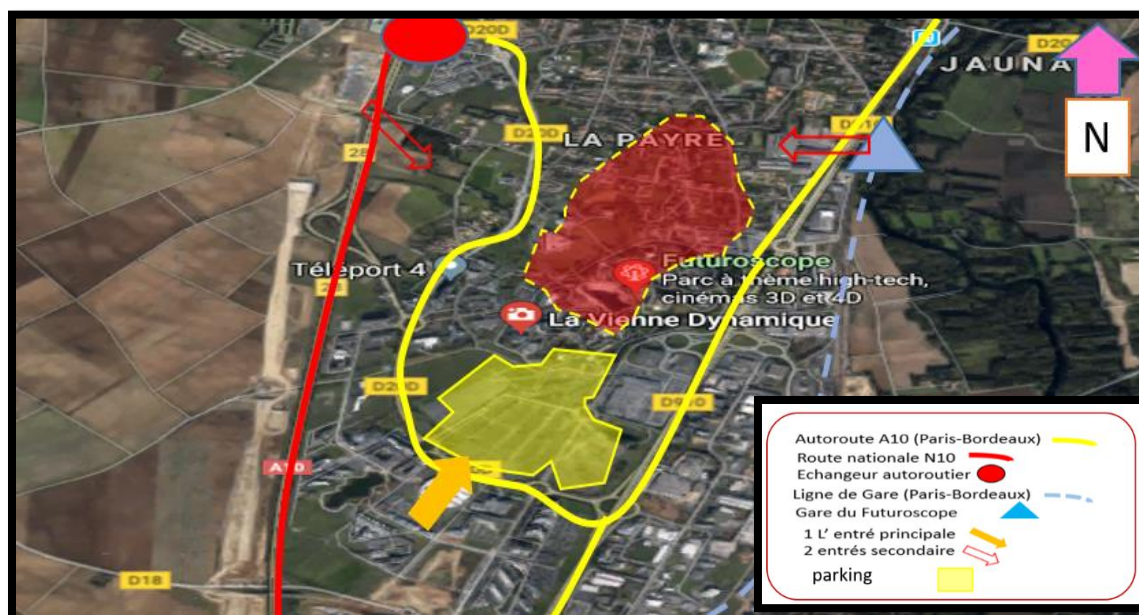 D20D
D20
JAUNA
N
D20D
LA PAYRE
28
Téléport 4
Futuroscope
Parc à thème high-tech,
cinémas 3D et 4D
La Vienne Dynamique
D20D
A10
D18
Autoroute A10 (Paris-Bordeaux)
Route nationale N10
Echangeur autoroutier
Ligne de Gare (Paris-Bordeaux)
Gare du Futuroscope
1 L' entré principale
2 entrés secondaire
parking